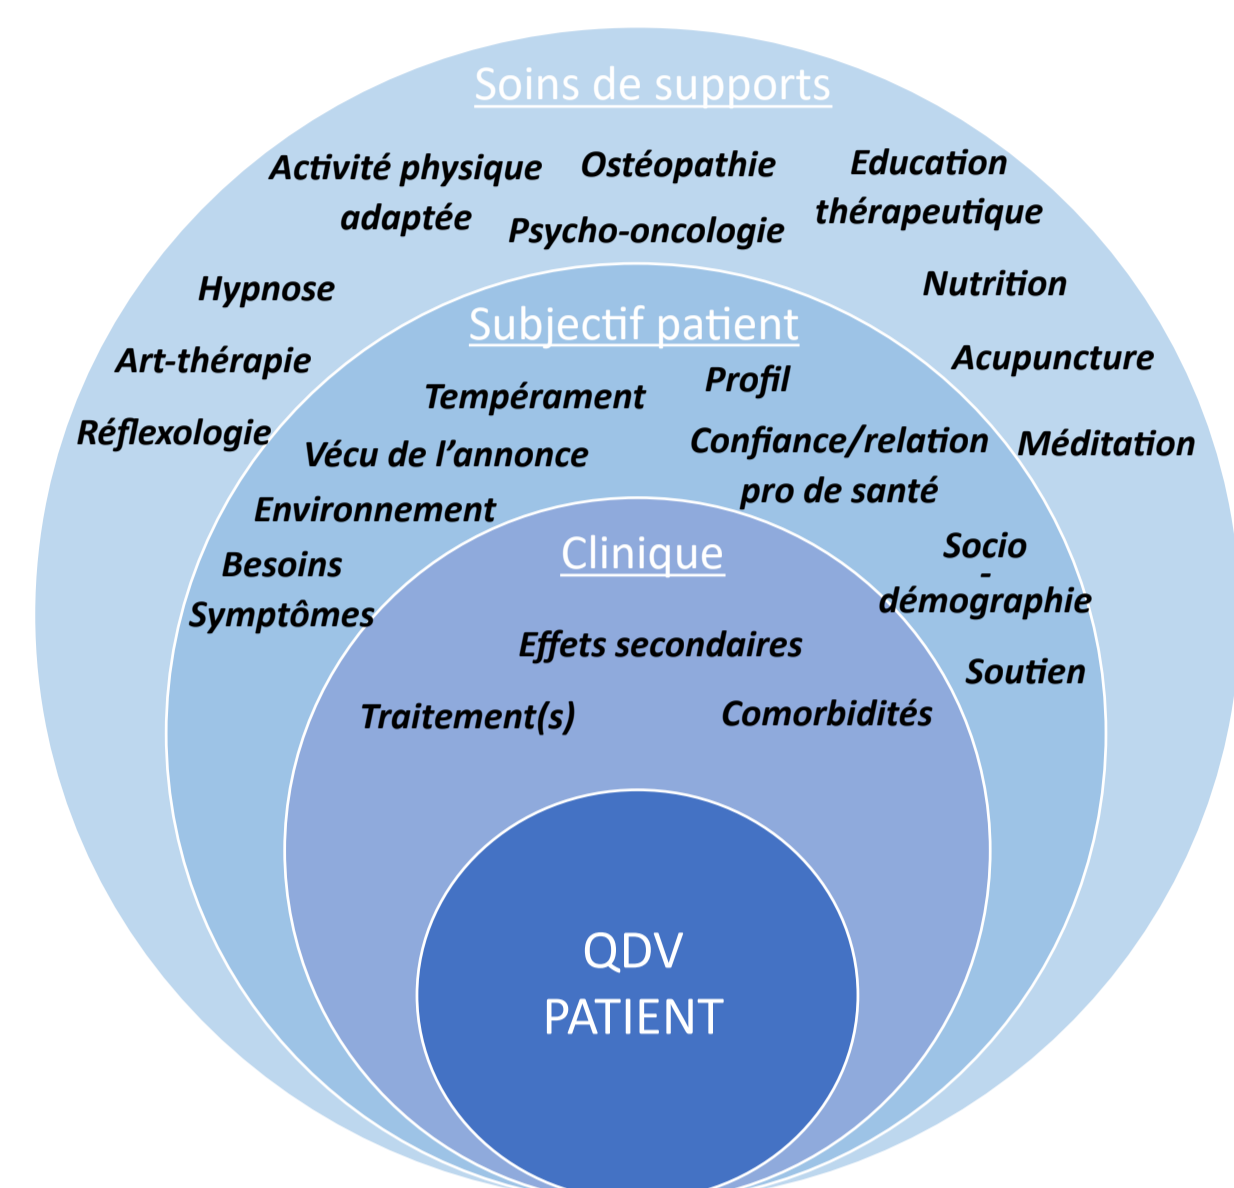 Soins de supports
Activité physique
adaptée
Ostéopathie
Psycho-oncologie
Education
thérapeutique
Hypnose
Nutrition
Art-thérapie
Acupuncture
Réflexologie
Méditation
Subjectif patient
Tempérament
Profil
Vécu de l’annonce
Confiance/relation
pro de santé
Environnement
Besoins
Symptômes
Socio
-
démographie
Soutien
Clinique
Effets secondaires
Traitement(s)
Comorbidités
QDV
PATIENT